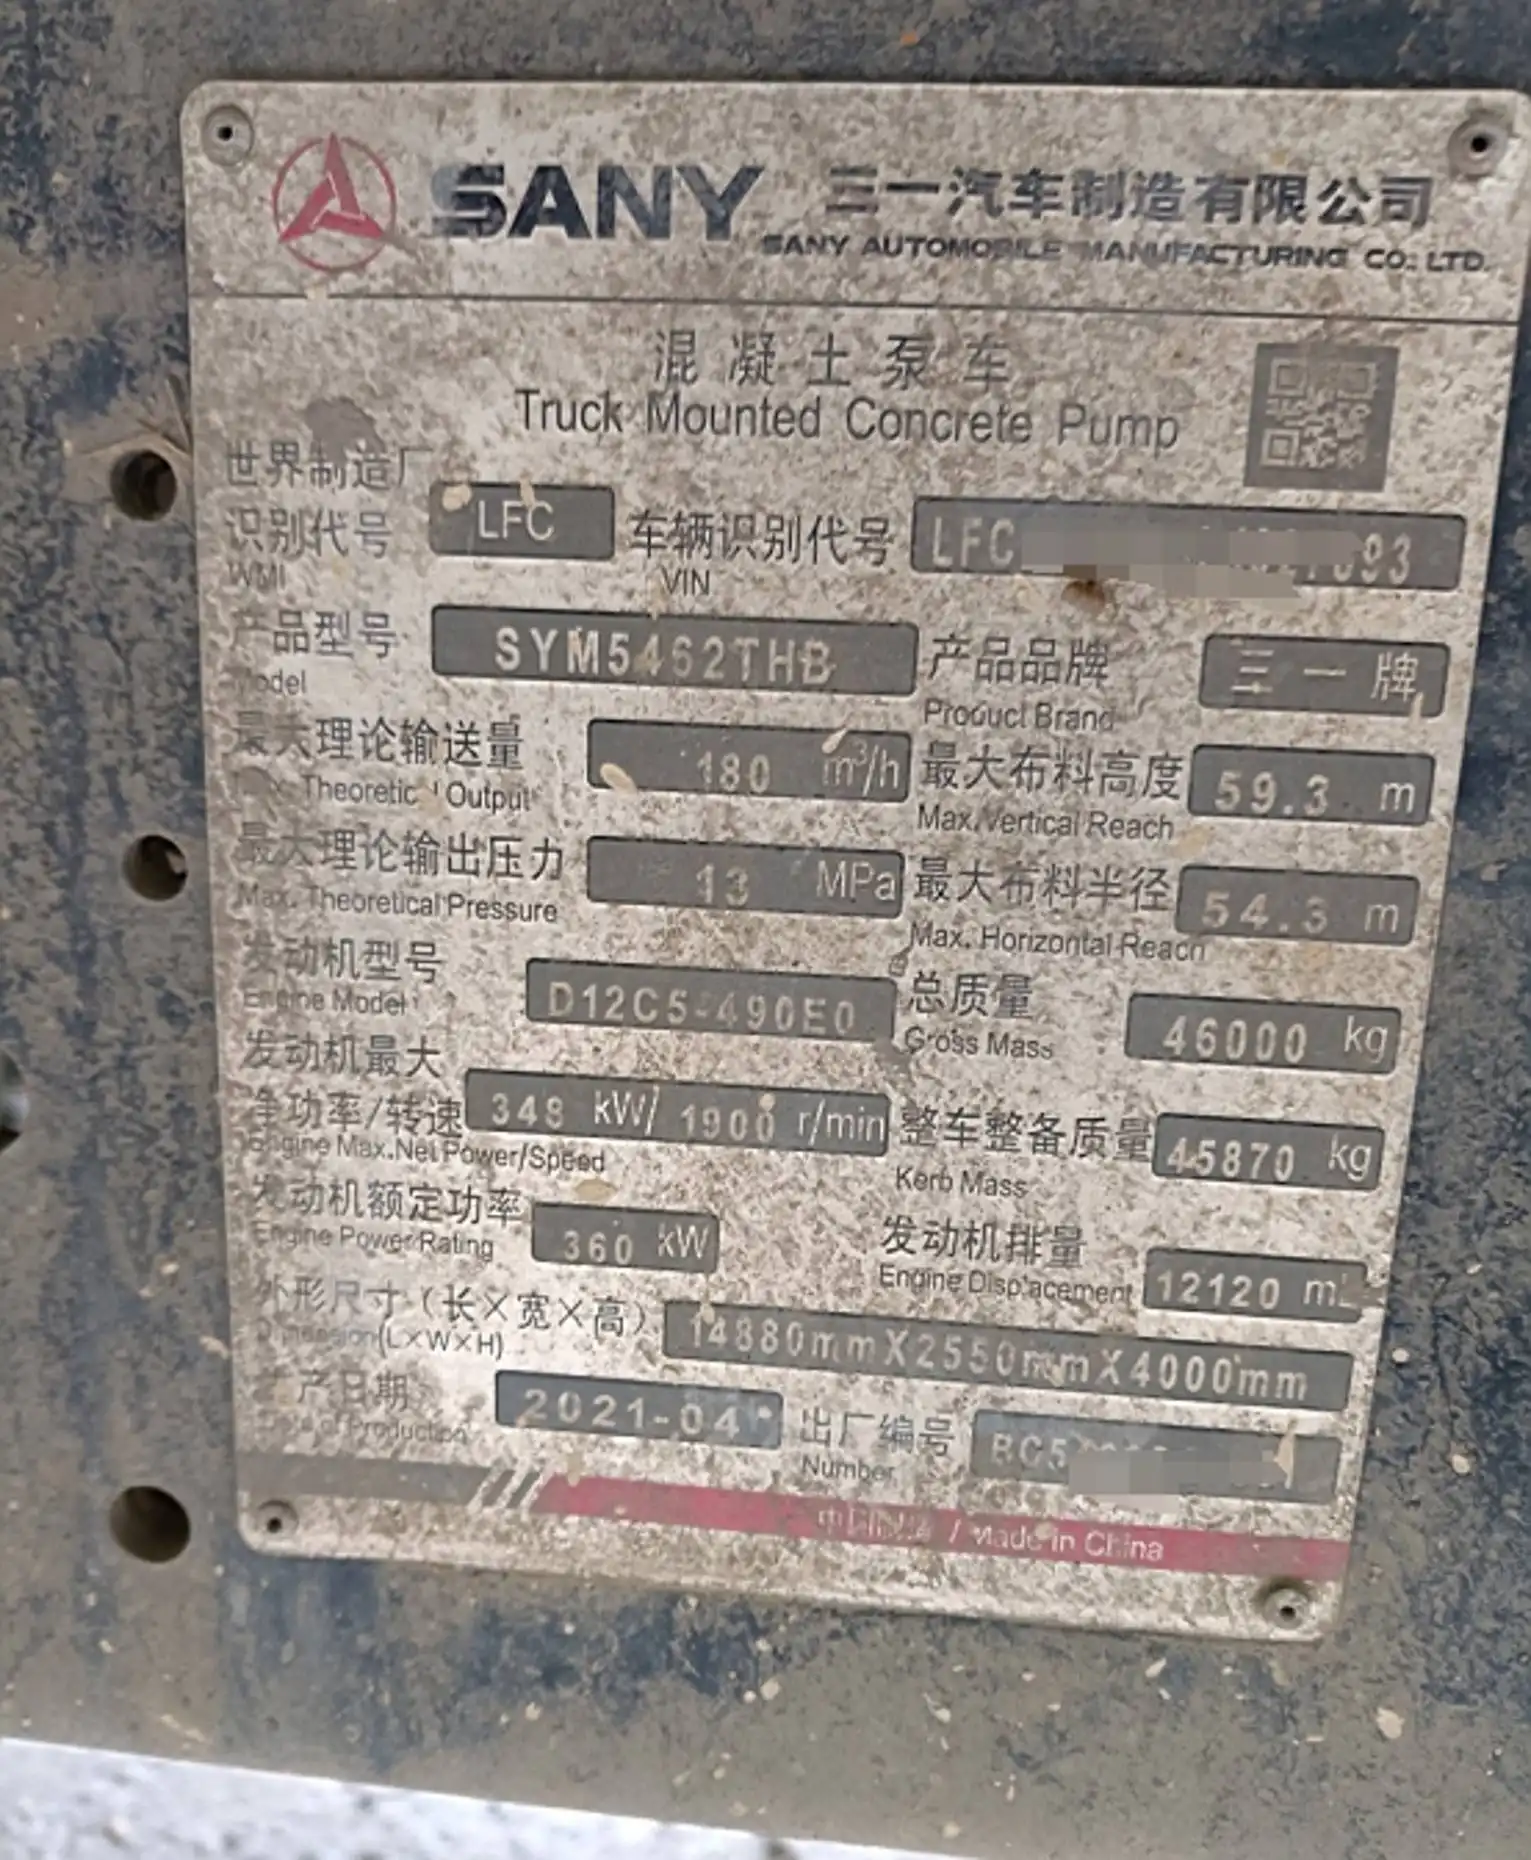 SANY 三一汽车制造有限公司
SANY AUTOMOBILE MANUFACTURING CO., LTD.
混凝土泵车
Truck Mounted Concrete Pump
世界制造厂
识别代号 LFC 车辆识别代号 LFC 93
WMI VIN
产品型号 SYM5462THB 产品品牌 三一牌
Model Product Brand
最大理论输送量 180 m³/h 最大布料高度 59.3 m
Max. Theoretical Output Max.Vertical Reach
最大理论输出压力 13 MPa 最大布料半径 54.3 m
Max. Theoretical Pressure Max. Horizontal Reach
发动机型号 D12C5-490E0 总质量 46000 kg
Engine Model Gross Mass
发动机最大
净功率/转速 348 kW/ 1900 r/min 整车整备质量 45870 kg
Engine Max.Net Power/Speed Kerb Mass
发动机额定功率 360 kW 发动机排量 12120 mL
Engine Power Rating Engine Displacement
外形尺寸（长×宽×高） 14880mmX2550mmX4000mm
Dimension(L×W×H)
生产日期 2021-04 出厂编号 BC5
Date of Production Number
中国制造 / Made in China